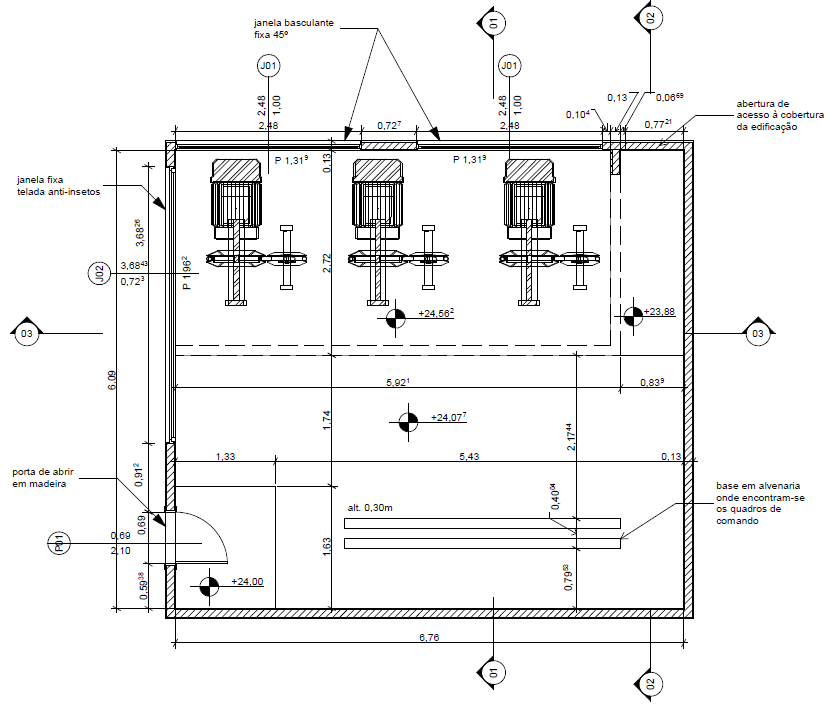 janela basculante
fixa 45º
01
02
J01
J01
2,48
1,00
2,48
1,00
0,13
0,06⁶⁹
0,10⁴
abertura de
acesso à cobertura
da edificação
2,48
0,72⁷
2,48
0,77²¹
P 1,31⁹
P 1,31⁹
0,13
janela fixa
telada anti-insetos
3,68²⁶
2,72
J02
3,68⁴³
0,72³
P 1,96²
+24,56²
+23,88
03
03
6,09
5,92¹
0,83⁹
+24,07⁷
1,74
2,17⁴⁴
1,33
5,43
0,13
porta de abrir
em madeira
0,91²
base em alvenaria
onde encontram-se
os quadros de
comando
alt. 0,30m
0,69
P01
0,69
2,10
1,63
+24,00
0,59³⁸
6,76
01
02